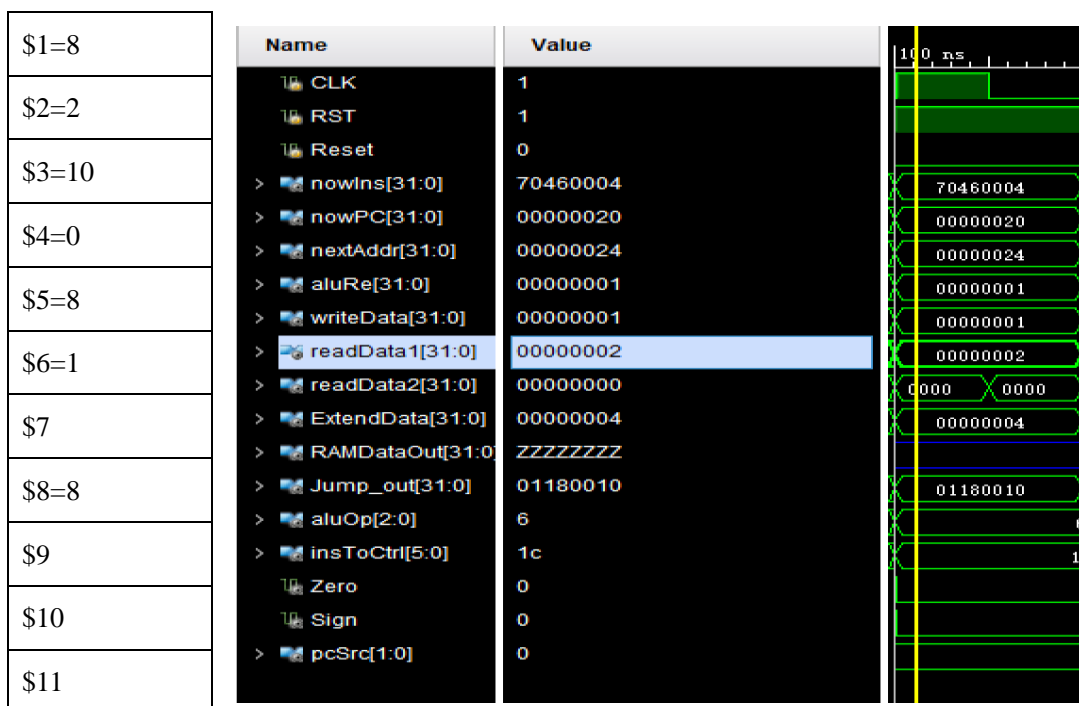 $1=8
$2=2
$3=10
$4=0
$5=8
$6=1
$7
$8=8
$9
$10
$11
Name Value
CLK 1
RST 1
Reset 0
> nowIns[31:0] 70460004 70460004
> nowPC[31:0] 00000020 00000020
> nextAddr[31:0] 00000024 00000024
> aluRe[31:0] 00000001 00000001
> writeData[31:0] 00000001 00000001
> readData1[31:0] 00000002 00000002
> readData2[31:0] 00000000 0000 0000
> ExtendData[31:0] 00000004 00000004
> RAMDataOut[31:0] ZZZZZZZZ
> Jump_out[31:0] 01180010 01180010
> aluOp[2:0] 6
> insToCtrl[5:0] 1c 1
Zero 0
Sign 0
> pcSrc[1:0] 0
100 ns